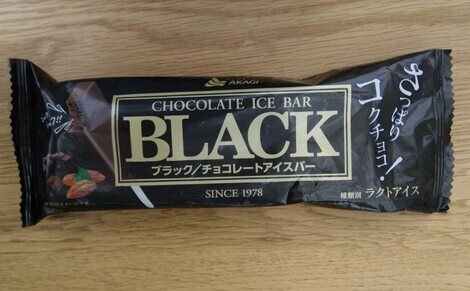 AKAGI
CHOCOLATE ICE BAR
BLACK
ブラック/チョコレートアイスバー
SINCE 1978
さっぱり
コクチョコ!
種類別 ラクトアイス